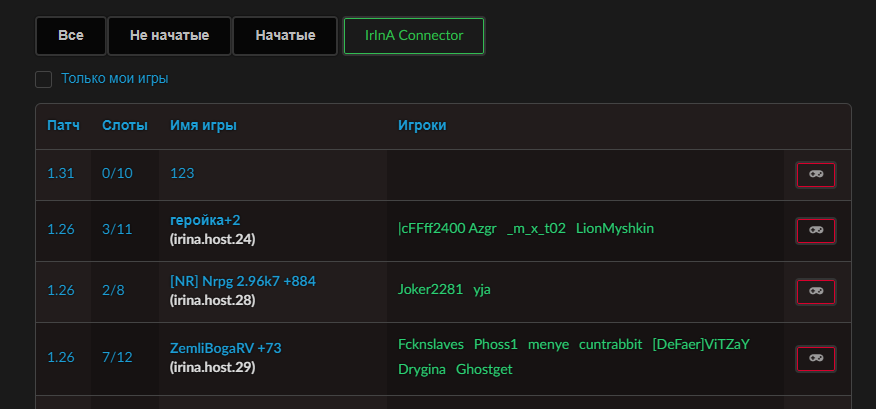 Все Не начатые Начатые IrInA Connector
Только мои игры
Патч Слоты Имя игры Игроки
1.31 0/10 123
1.26 3/11 геройка+2 |cFFff2400 Azgr _m_x_t02 LionMyshkin
(irina.host.24)
1.26 2/8 [NR] Nrpg 2.96k7 +884 Joker2281 yja
(irina.host.28)
1.26 7/12 ZemliBogaRV +73 Fcknslaves Phoss1 menye cuntrabbit [DeFaer]ViTZaY
(irina.host.29) Drygina Ghostget